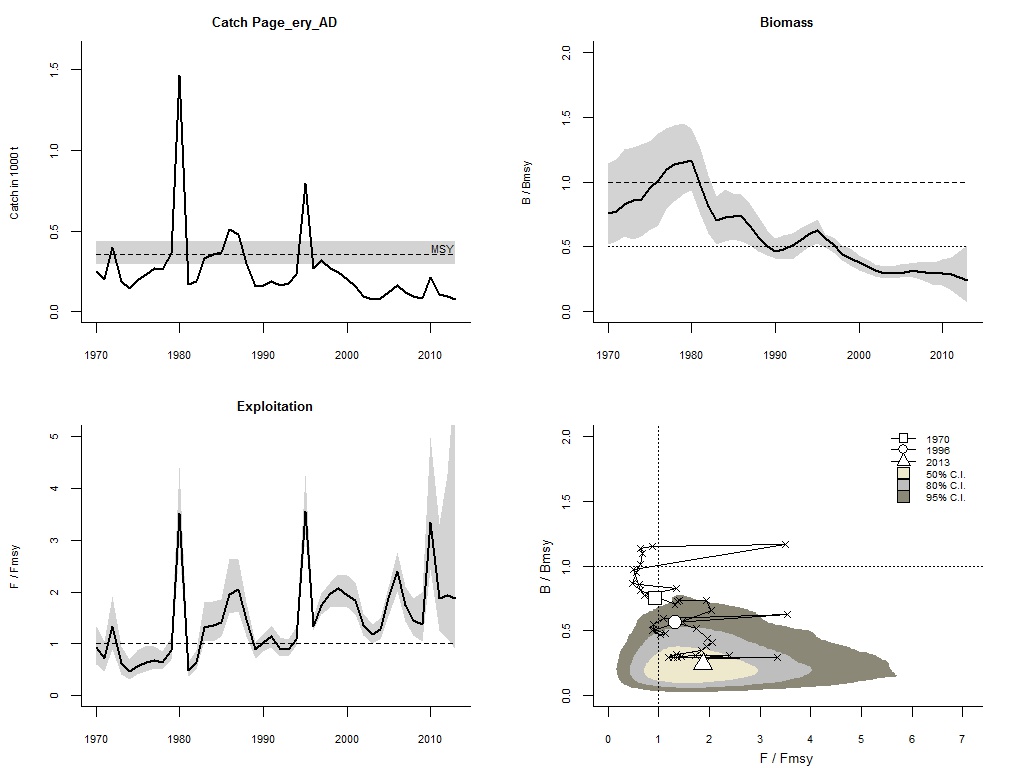 Catch Page_ery_AD
Catch in 1000 t
0.0 0.5 1.0 1.5
MSY
1970 1980 1990 2000 2010
Biomass
B / Bmsy
0.0 0.5 1.0 1.5 2.0
1970 1980 1990 2000 2010
Exploitation
F / Fmsy
0 1 2 3 4 5
1970 1980 1990 2000 2010
B / Bmsy
0.0 0.5 1.0 1.5 2.0
1970
1996
2013
50% C.I.
80% C.I.
95% C.I.
0 1 2 3 4 5 6 7
F / Fmsy